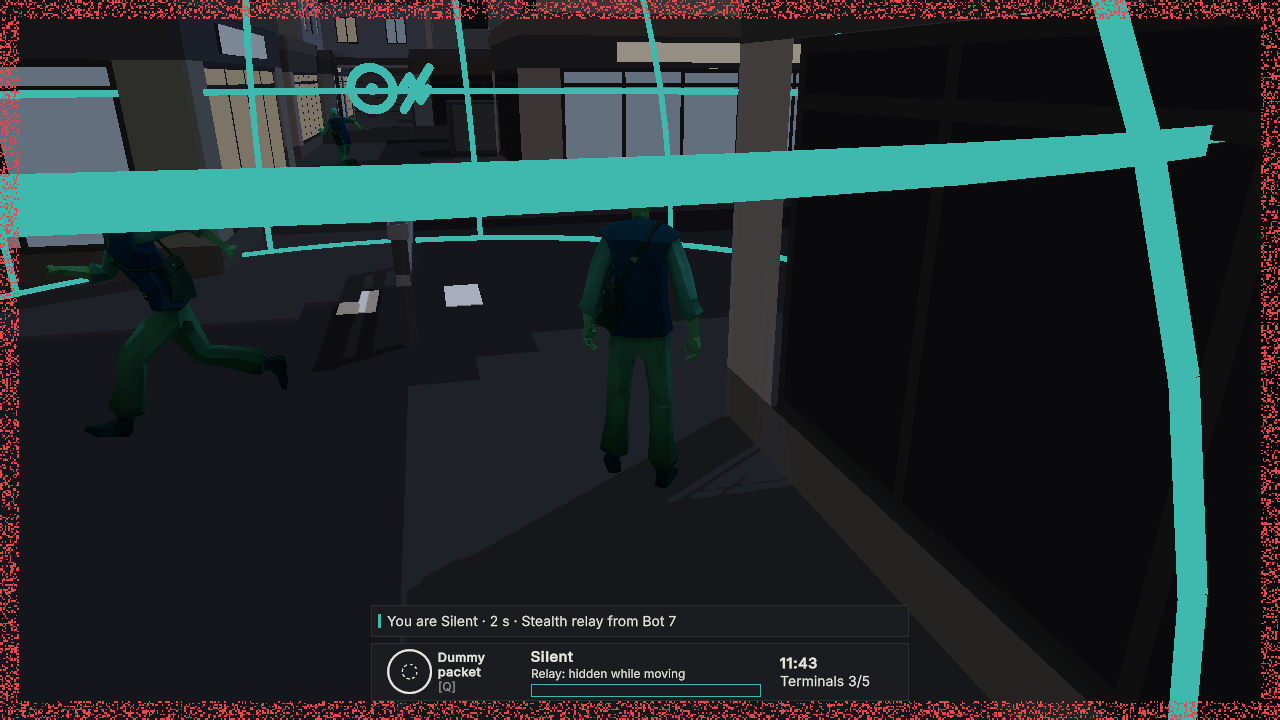 You are Silent · 2 s · Stealth relay from Bot 7
Dummy packet
[Q]
Silent
Relay: hidden while moving
11:43
Terminals 3/5